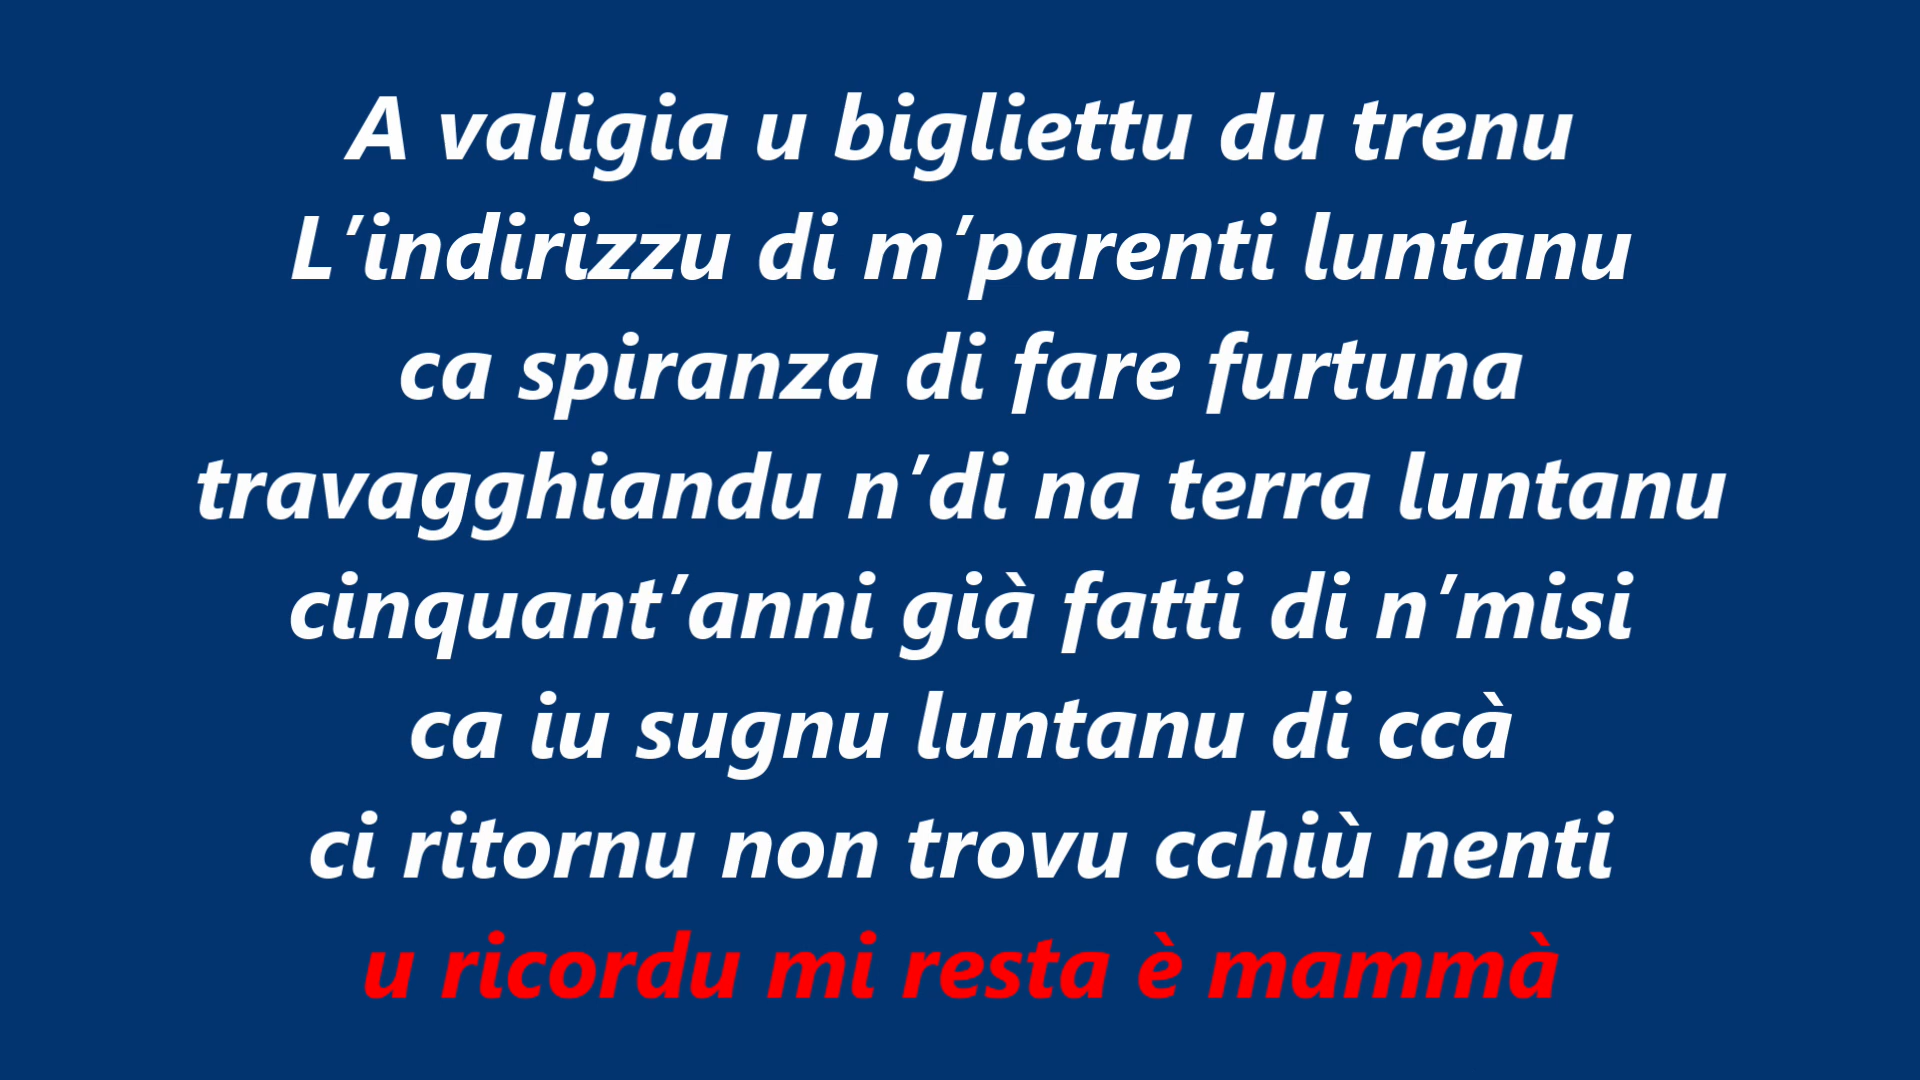 A valigia u bigliettu du trenu
L’indirizzu di m’parenti luntanu
ca spiranza di fare furtuna
travagghiandu n’di na terra luntanu
cinquant’anni già fatti di n’misi
ca iu sugnu luntanu di ccà
ci ritornu non trovu cchiù nenti
u ricordu mi resta è mammà